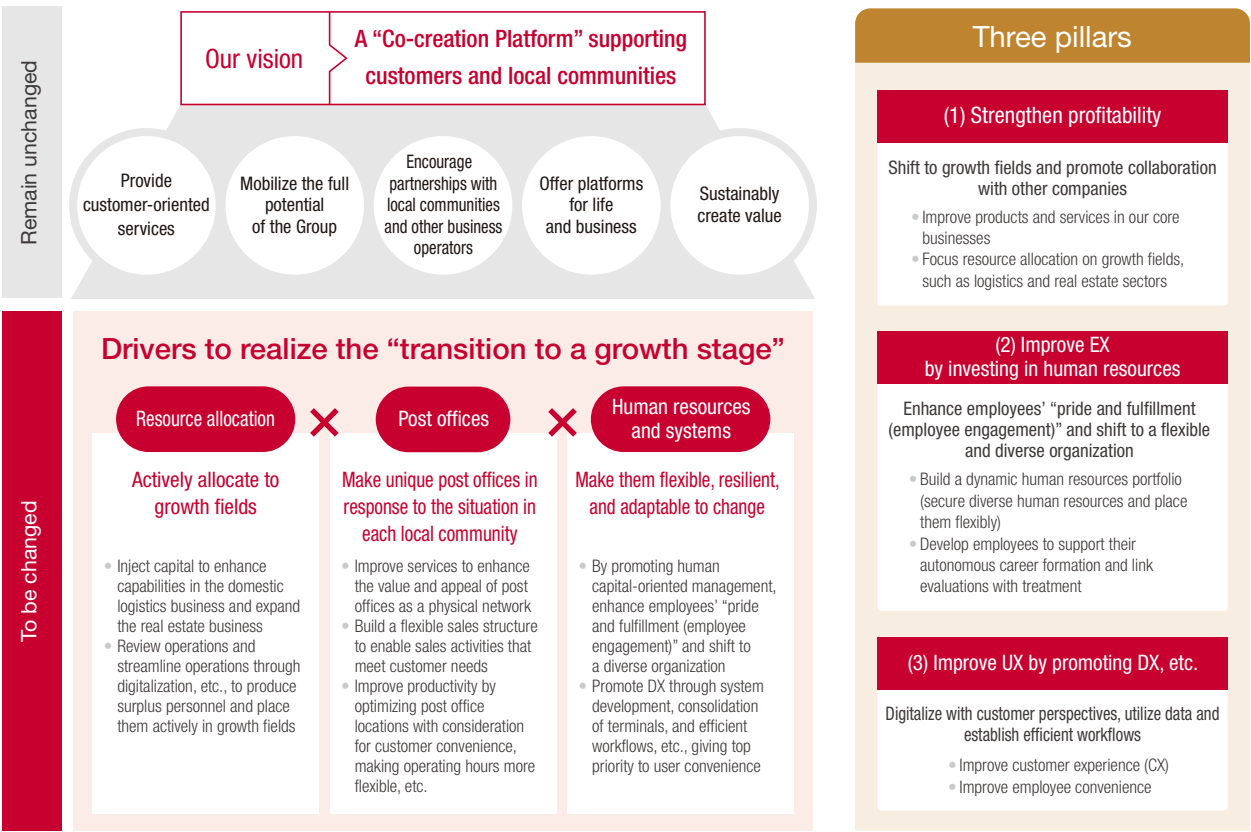 Remain unchanged
Our vision
A “Co-creation Platform” supporting
customers and local communities
Provide
customer-oriented
services
Mobilize the full
potential
of the Group
Encourage
partnerships with
local communities
and other business
operators
Offer platforms
for life
and business
Sustainably
create value
To be changed
Drivers to realize the “transition to a growth stage”
Resource allocation
×
Post offices
×
Human resources
and systems
Actively allocate to
growth fields
• Inject capital to enhance
capabilities in the domestic
logistics business and expand
the real estate business
• Review operations and
streamline operations through
digitalization, etc., to produce
surplus personnel and place
them actively in growth fields
Make unique post offices in
response to the situation in
each local community
• Improve services to enhance
the value and appeal of post
offices as a physical network
• Build a flexible sales structure
to enable sales activities that
meet customer needs
• Improve productivity by
optimizing post office
locations with consideration
for customer convenience,
making operating hours more
flexible, etc.
Make them flexible, resilient,
and adaptable to change
• By promoting human
capital-oriented management,
enhance employees’ “pride
and fulfillment (employee
engagement)” and shift to
a diverse organization
• Promote DX through system
development, consolidation
of terminals, and efficient
workflows, etc., giving top
priority to user convenience
Three pillars
(1) Strengthen profitability
Shift to growth fields and promote collaboration
with other companies
• Improve products and services in our core
businesses
• Focus resource allocation on growth fields,
such as logistics and real estate sectors
(2) Improve EX
by investing in human resources
Enhance employees’ “pride and fulfillment
(employee engagement)” and shift to a flexible
and diverse organization
• Build a dynamic human resources portfolio
(secure diverse human resources and place
them flexibly)
• Develop employees to support their
autonomous career formation and link
evaluations with treatment
(3) Improve UX by promoting DX, etc.
Digitalize with customer perspectives, utilize data and
establish efficient workflows
• Improve customer experience (CX)
• Improve employee convenience